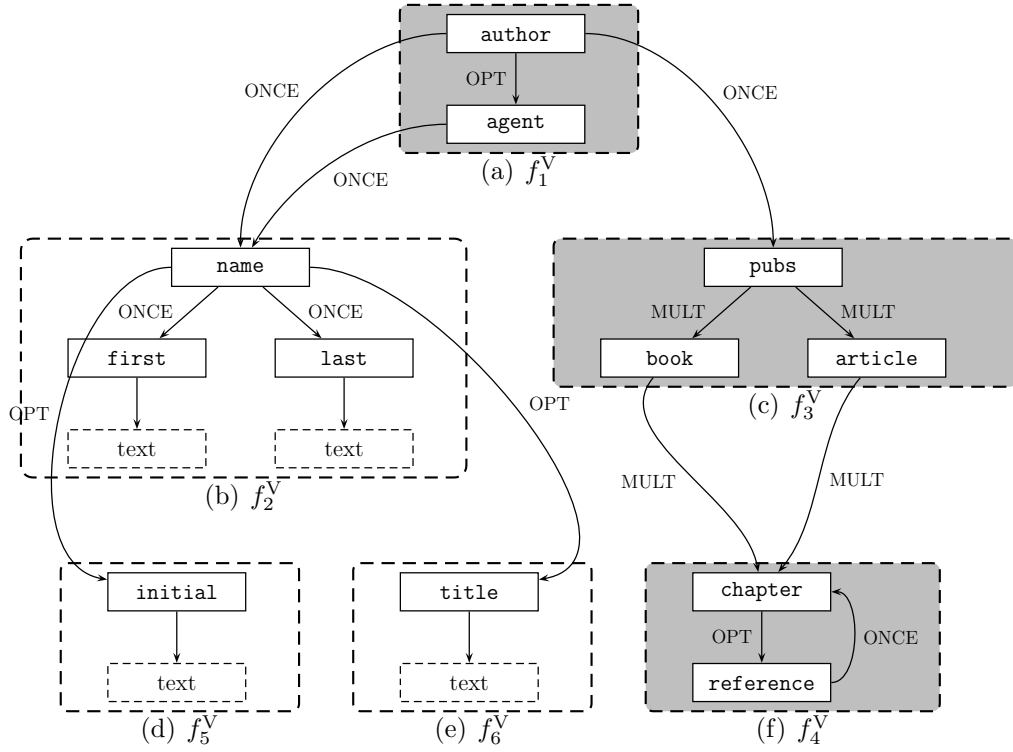 author
OPT
ONCE
ONCE
agent
ONCE
(a) f₁ⱽ
name
pubs
ONCE
ONCE
MULT
MULT
first
last
book
article
OPT
OPT
(c) f₃ⱽ
text
text
MULT
MULT
(b) f₂ⱽ
initial
title
chapter
OPT
ONCE
text
text
reference
(d) f₅ⱽ
(e) f₆ⱽ
(f) f₄ⱽ